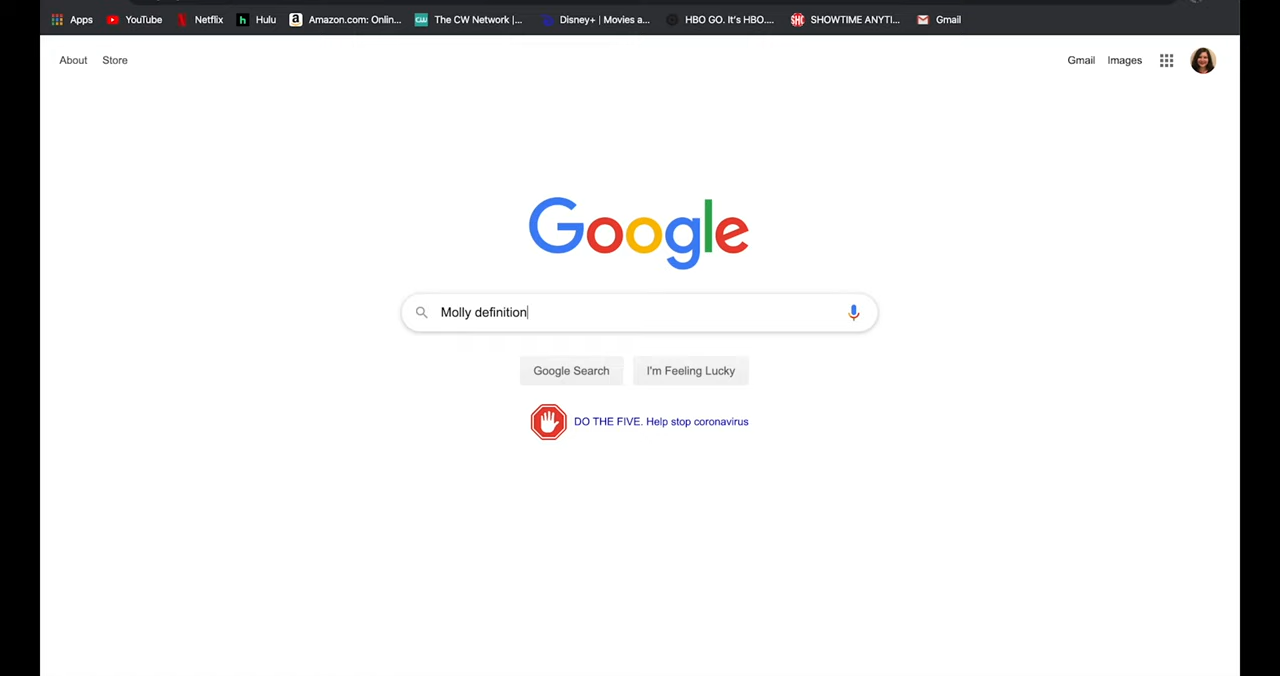 Apps YouTube Netflix Hulu Amazon.com: Onlin... The CW Network |... Disney+ | Movies a... HBO GO. It's HBO.... SHOWTIME ANYTI... Gmail
About Store Gmail Images
Google
Molly definition
Google Search I'm Feeling Lucky
DO THE FIVE. Help stop coronavirus